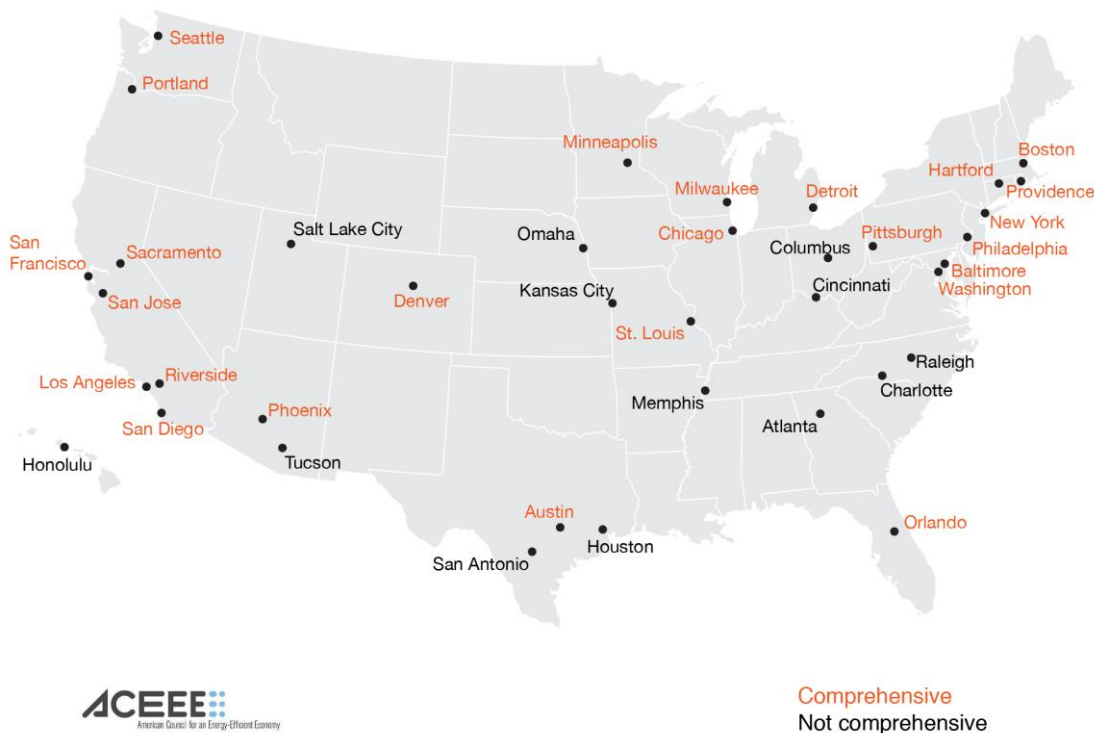 Seattle
Portland
Minneapolis
Boston
Hartford
Milwaukee
Detroit
Providence
New York
Salt Lake City
Omaha
Chicago
Columbus
Pittsburgh
Philadelphia
San
Francisco
Sacramento
Baltimore
Washington
Kansas City
Cincinnati
San Jose
Denver
St. Louis
Raleigh
Los Angeles
Riverside
Memphis
Charlotte
Phoenix
San Diego
Atlanta
Honolulu
Tucson
Austin
Orlando
Houston
San Antonio
ACEEE
American Council for an Energy-Efficient Economy
Comprehensive
Not comprehensive